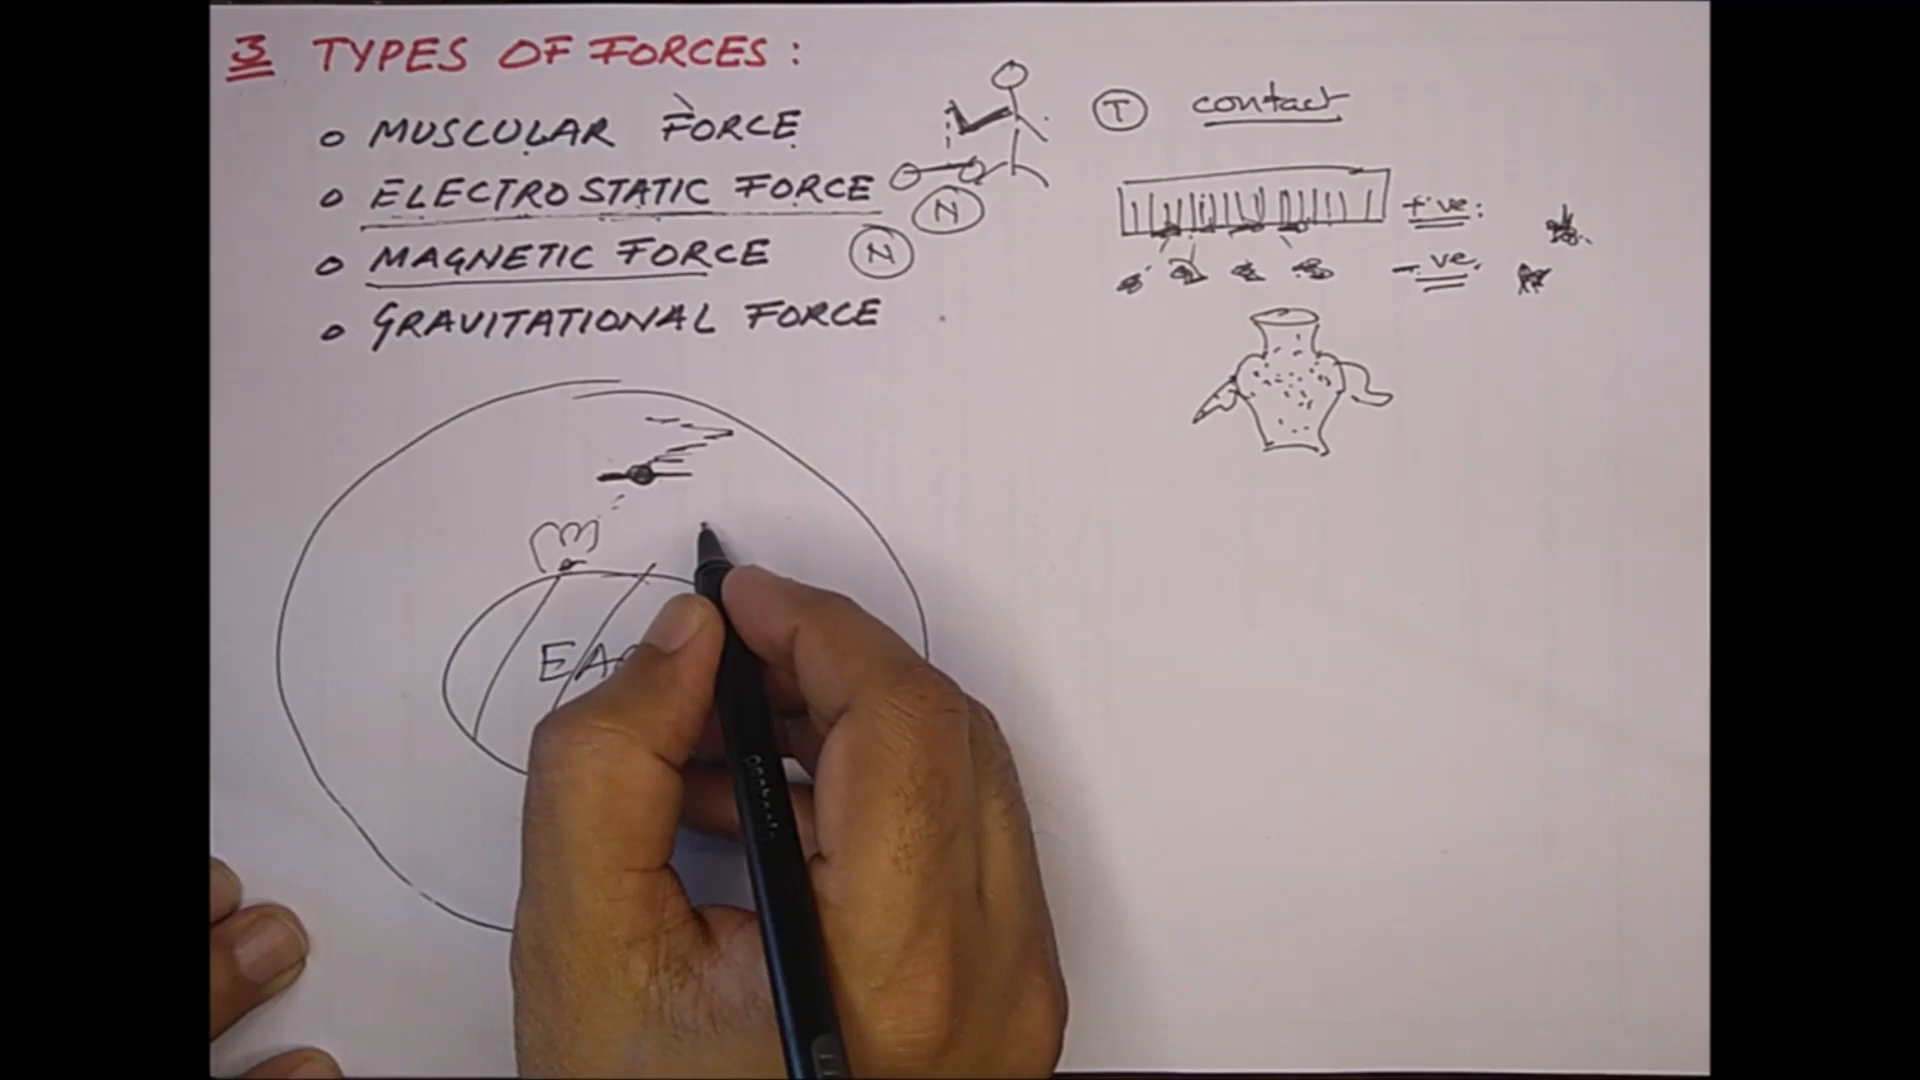 3 TYPES OF FORCES :
o MUSCULAR FORCE
T contact
o ELECTROSTATIC FORCE
N
+ve.
o MAGNETIC FORCE
N
-ve.
o GRAVITATIONAL FORCE
m
EA